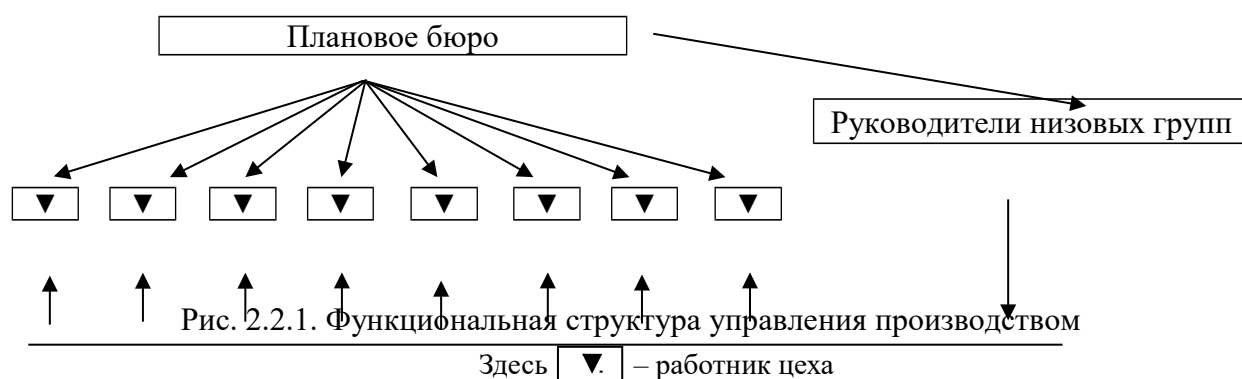 Плановое бюро
Руководители низовых групп
▼ ▼ ▼ ▼ ▼ ▼ ▼ ▼
Рис. 2.2.1. Функциональная структура управления производством
Здесь ▼. – работник цеха